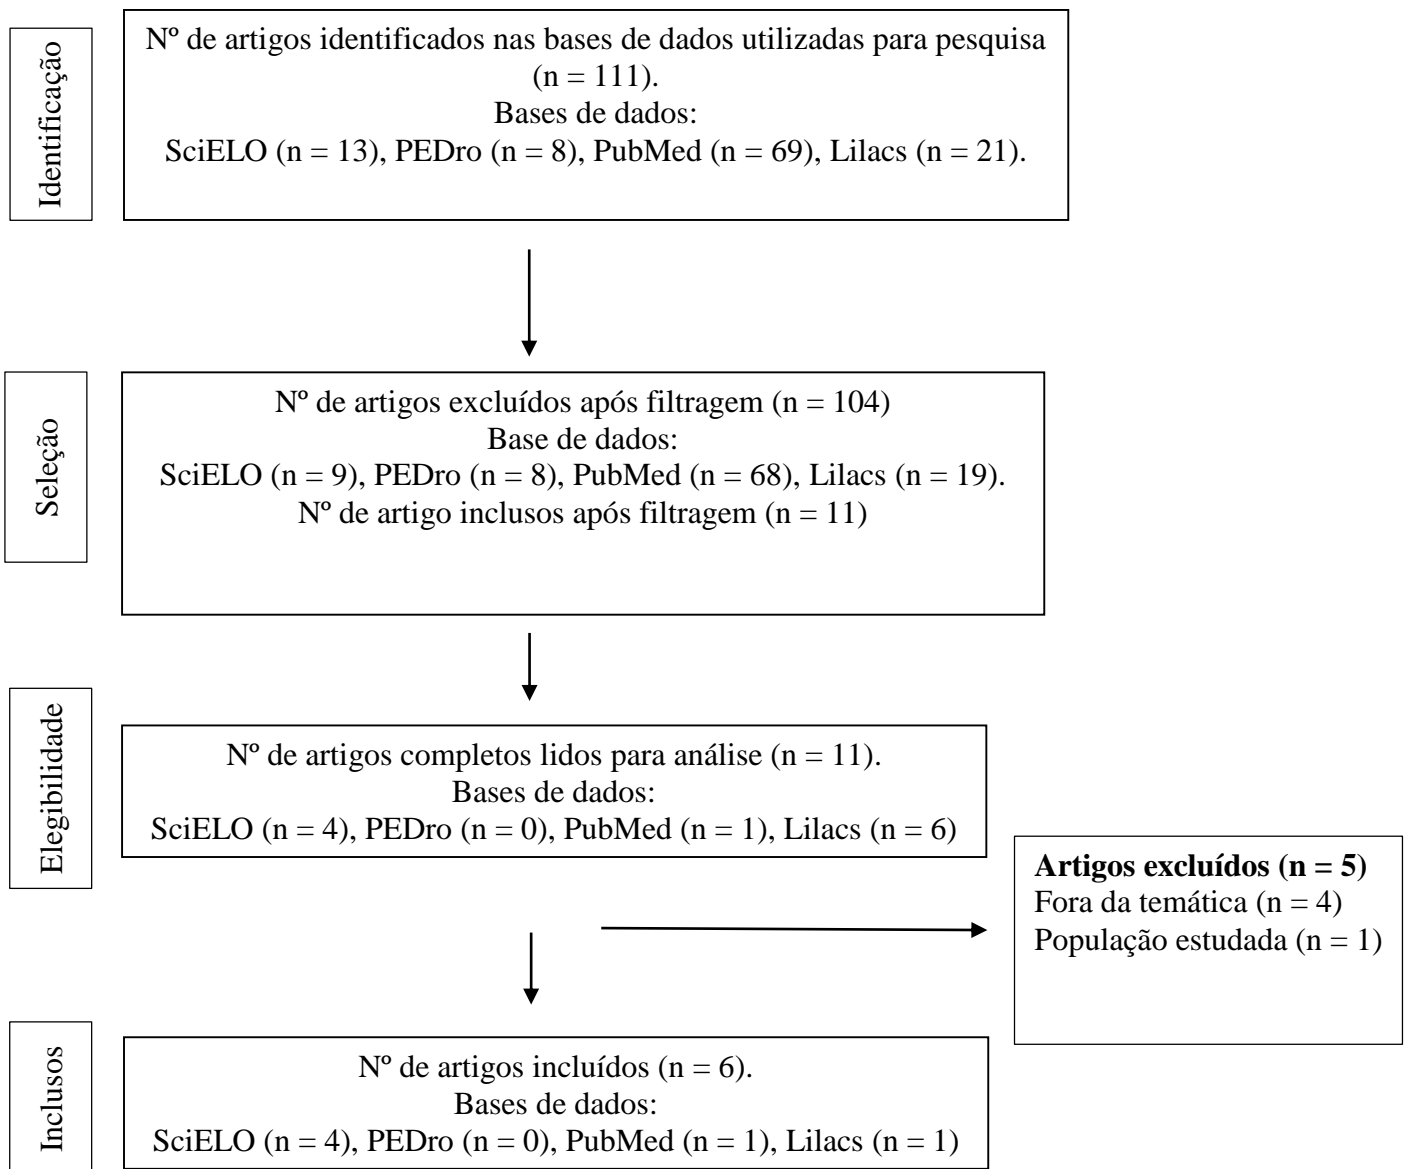 Identificação
Nº de artigos identificados nas bases de dados utilizadas para pesquisa
(n = 111).
Bases de dados:
SciELO (n = 13), PEDro (n = 8), PubMed (n = 69), Lilacs (n = 21).
Seleção
Nº de artigos excluídos após filtragem (n = 104)
Base de dados:
SciELO (n = 9), PEDro (n = 8), PubMed (n = 68), Lilacs (n = 19).
Nº de artigo inclusos após filtragem (n = 11)
Elegibilidade
Nº de artigos completos lidos para análise (n = 11).
Bases de dados:
SciELO (n = 4), PEDro (n = 0), PubMed (n = 1), Lilacs (n = 6)
Artigos excluídos (n = 5)
Fora da temática (n = 4)
População estudada (n = 1)
Inclusos
Nº de artigos incluídos (n = 6).
Bases de dados:
SciELO (n = 4), PEDro (n = 0), PubMed (n = 1), Lilacs (n = 1)